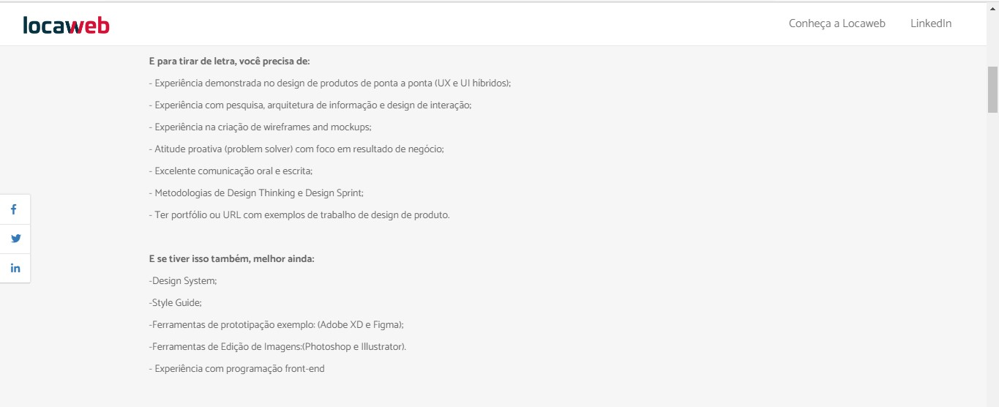 locaweb
Conheça a Locaweb LinkedIn
E para tirar de letra, você precisa de:
- Experiência demonstrada no design de produtos de ponta a ponta (UX e UI híbridos);
- Experiência com pesquisa, arquitetura de informação e design de interação;
- Experiência na criação de wireframes and mockups;
- Atitude proativa (problem solver) com foco em resultado de negócio;
- Excelente comunicação oral e escrita;
- Metodologias de Design Thinking e Design Sprint;
- Ter portfólio ou URL com exemplos de trabalho de design de produto.
E se tiver isso também, melhor ainda:
-Design System;
-Style Guide;
-Ferramentas de prototipação exemplo: (Adobe XD e Figma);
-Ferramentas de Edição de Imagens:(Photoshop e Illustrator).
- Experiência com programação front-end